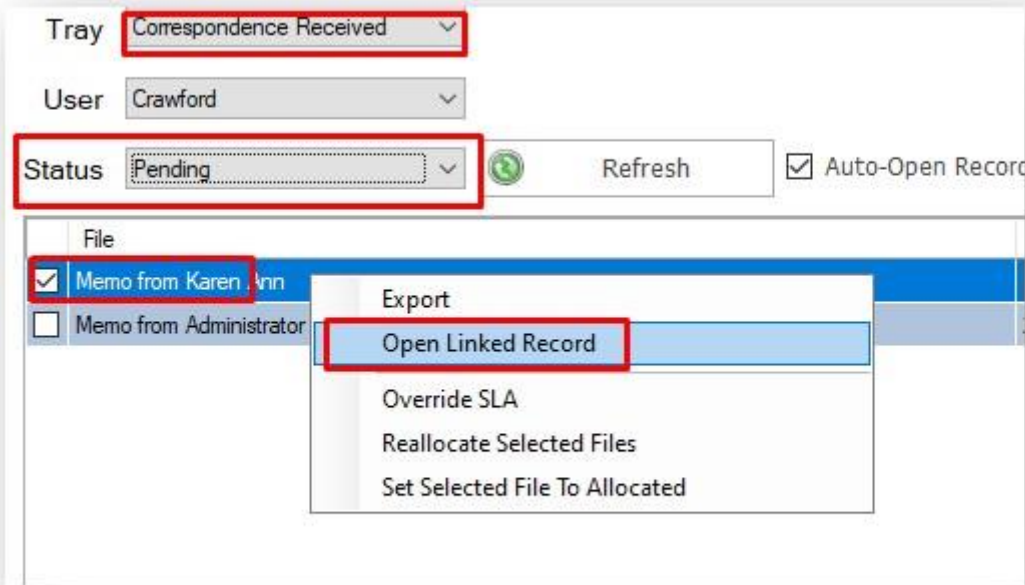 Tray Correspondence Received
User Crawford
Status Pending Refresh Auto-Open Record
File
Memo from Karen Ann
Memo from Administrator
Export
Open Linked Record
Override SLA
Reallocate Selected Files
Set Selected File To Allocated